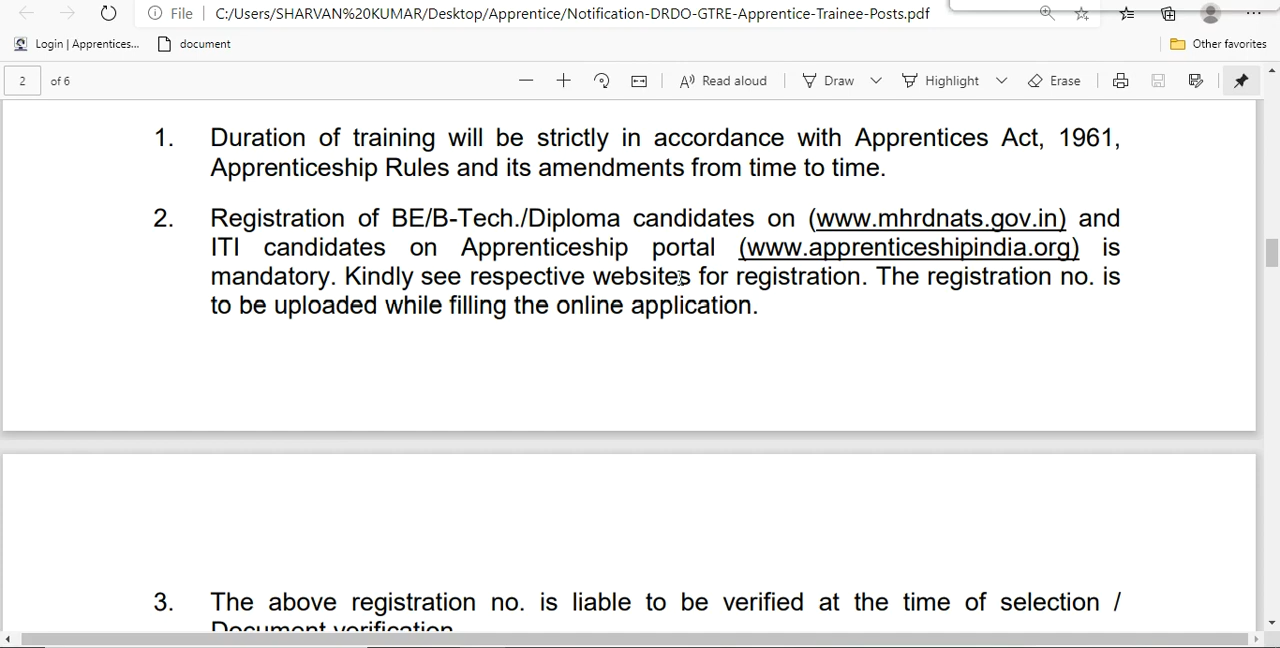 File C:/Users/SHARVAN%20KUMAR/Desktop/Apprentice/Notification-DRDO-GTRE-Apprentice-Trainee-Posts.pdf
Login | Apprentices... document Other favorites
2 of 6 Read aloud Draw Highlight Erase
1. Duration of training will be strictly in accordance with Apprentices Act, 1961,
Apprenticeship Rules and its amendments from time to time.
2. Registration of BE/B-Tech./Diploma candidates on (www.mhrdnats.gov.in) and
ITI candidates on Apprenticeship portal (www.apprenticeshipindia.org) is
mandatory. Kindly see respective websites for registration. The registration no. is
to be uploaded while filling the online application.
3. The above registration no. is liable to be verified at the time of selection /
Document verification